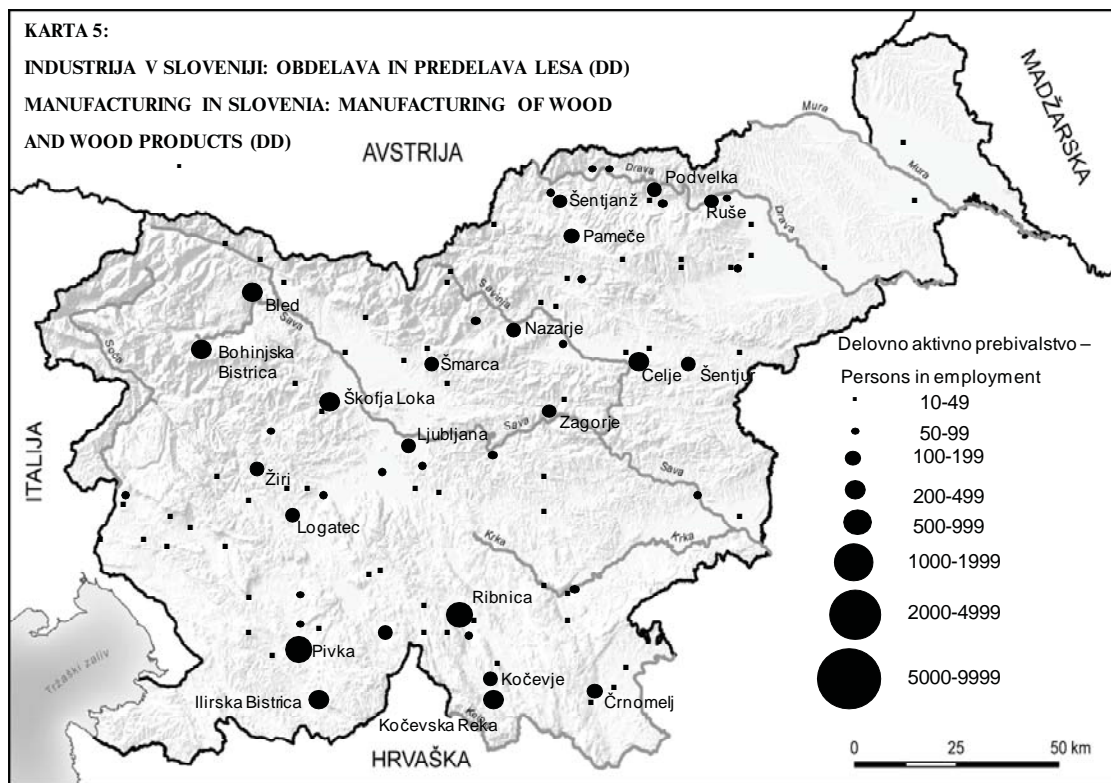 KARTA 5:
INDUSTRIJA V SLOVENIJI: OBDELAVA IN PREDELAVA LESA (DD)
MANUFACTURING IN SLOVENIA: MANUFACTURING OF WOOD
AND WOOD PRODUCTS (DD)
AVSTRIJA
MADŽARSKA
Mura
Mura
Drava
Podvelka
Šentjanž
Ruše
Drava
Pameče
Bled
Sava
Savinja
Nazarje
Soča
Bohinjska
Bistrica
Šmarca
Celje
Šentjur
Škofja Loka
Zagorje
Ljubljana
Sava
Sava
ITALIJA
Žiri
Logatec
Krka
Krka
Ribnica
Pivka
Tržaški zaliv
Kočevje
Ilirska Bistrica
Črnomelj
Kolpa
Kočevska Reka
HRVAŠKA
Delovno aktivno prebivalstvo –
Persons in employment
10-49
50-99
100-199
200-499
500-999
1000-1999
2000-4999
5000-9999
0 25 50 km